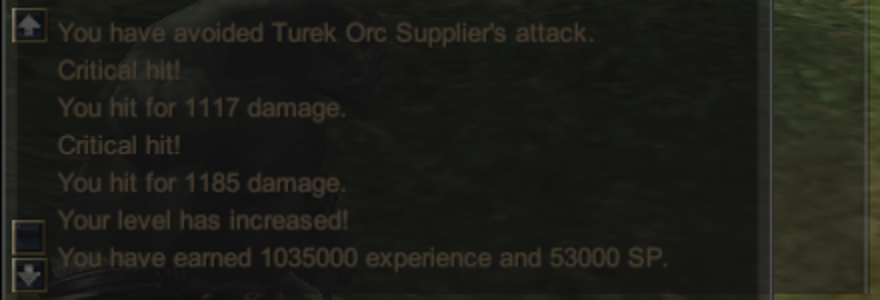 You have avoided Turek Orc Supplier's attack.
Critical hit!
You hit for 1117 damage.
Critical hit!
You hit for 1185 damage.
Your level has increased!
You have earned 1035000 experience and 53000 SP.